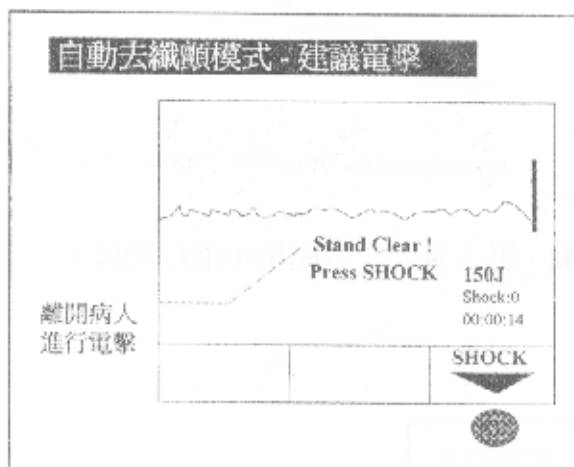 自動去纖顫模式 - 建議電擊
Stand Clear !
Press SHOCK
150J
Shock:0
00:00:14
離開病人
進行電擊
SHOCK